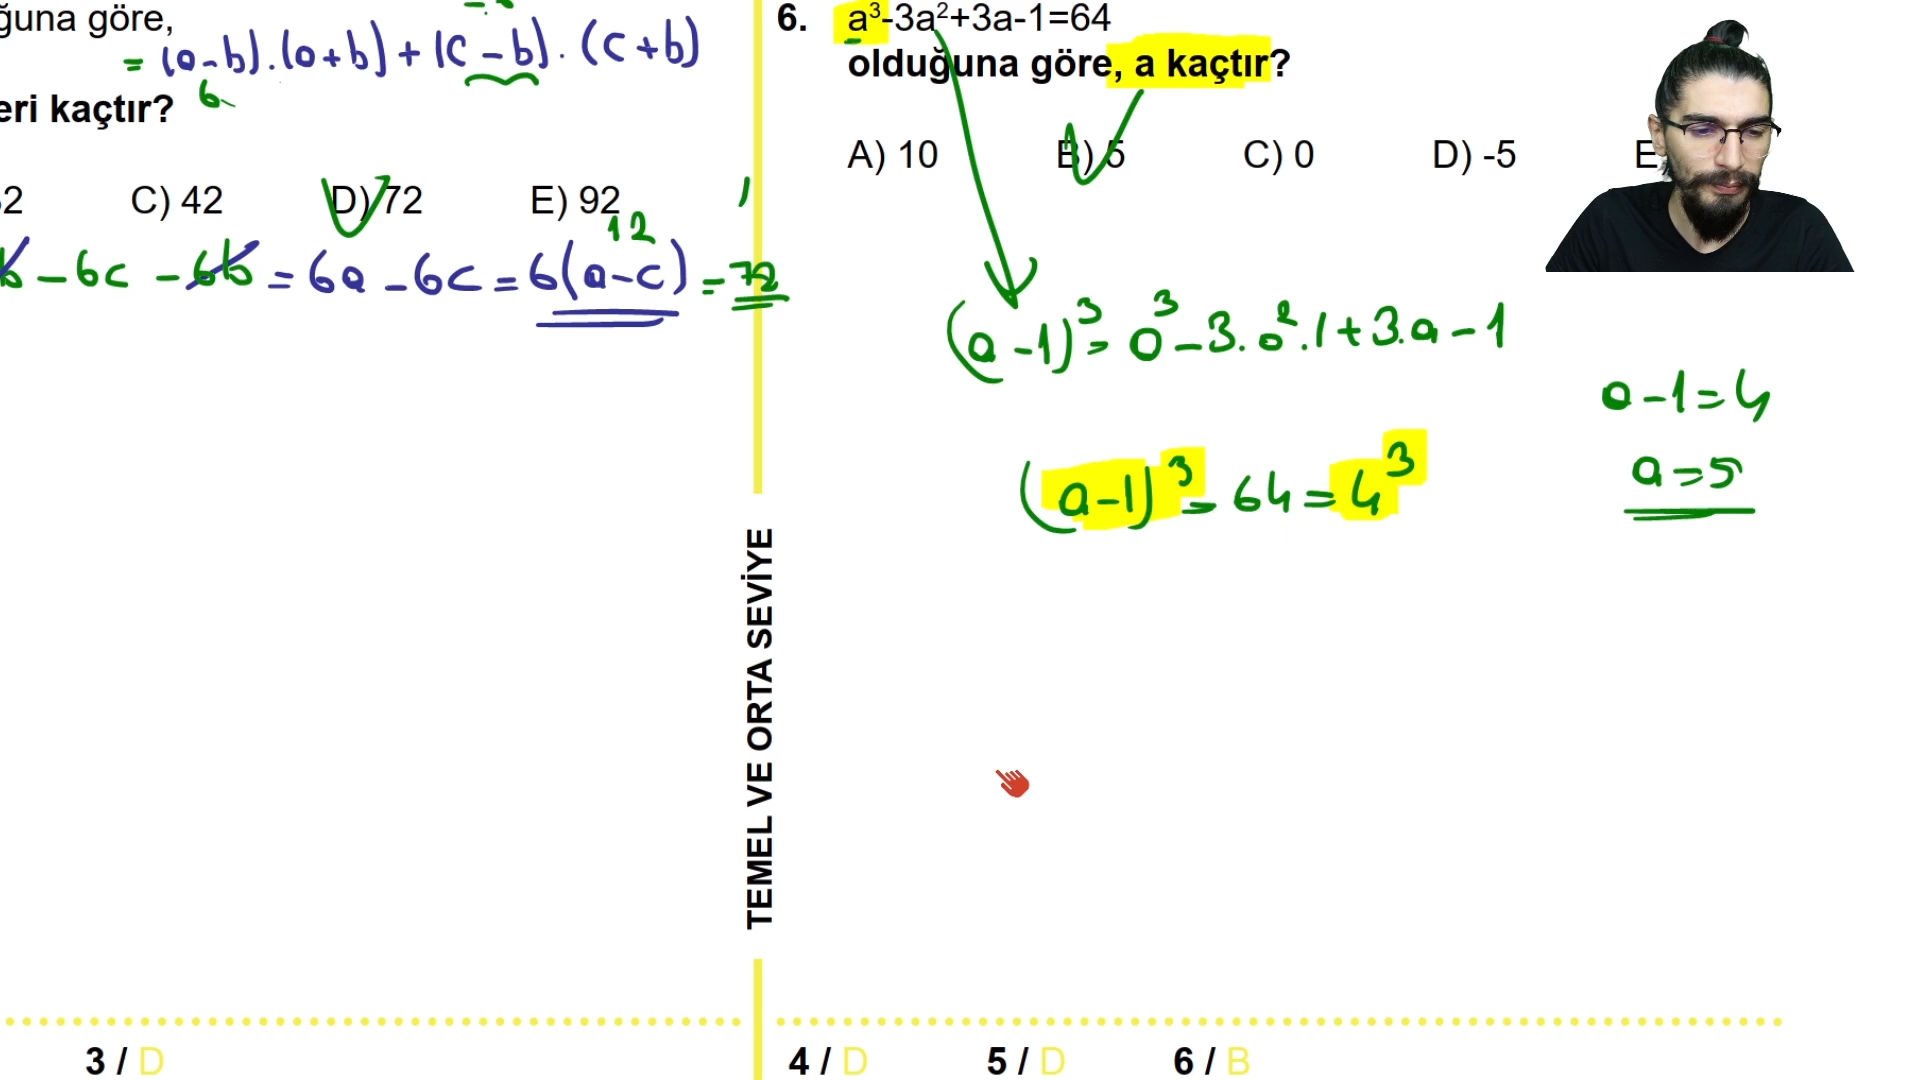 ğuna göre,
= (a-b).(a+b)+(c-b).(c+b)
6
eri kaçtır?
C) 42 D) 72 E) 92
12
-6c -6b = 6a -6c = 6(a-c) = 72
TEMEL VE ORTA SEVİYE
6. a³-3a²+3a-1=64
olduğuna göre, a kaçtır?
A) 10 B) 5 C) 0 D) -5
(a-1)³ = a³-3.a².1+3.a-1
a-1=4
(a-1)³ = 64 = 4³
a=5
3 / D 4 / D 5 / D 6 / B